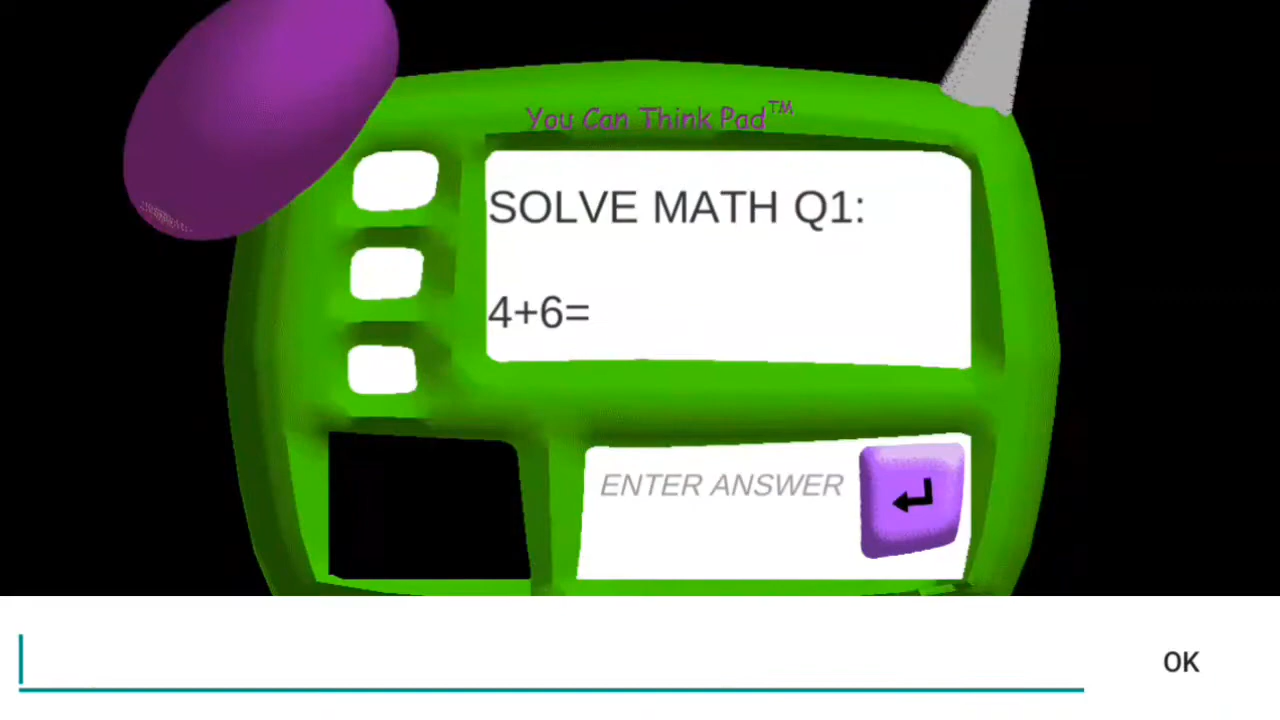 You Can Think Pad™
SOLVE MATH Q1:
4+6=
ENTER ANSWER
OK